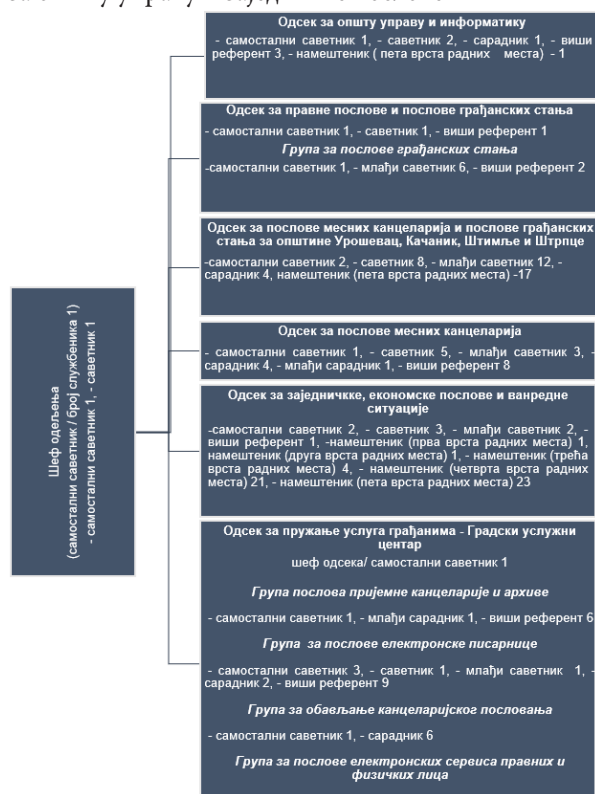 Шеф одељења
(самостални саветник / број службеника 1)
- самостални саветник 1, - саветник 1
Одсек за општу управу и информатику
- самостални саветник 1, - саветник 2, - сарадник 1, - виши
референт 3, - намештеник ( пета врста радних места) - 1
Одсек за правне послове и послове грађанских стања
- самостални саветник 1, - саветник 1, - виши референт 1
Група за послове грађанских стања
-самостални саветник 1, - млађи саветник 6, - виши референт 2
Одсек за послове месних канцеларија и послове грађанских
стања за општине Урошевац, Качаник, Штимље и Штрпце
-самостални саветник 2, - саветник 8, - млађи саветник 12, -
сарадник 4, намештеник (пета врста радних места) -17
Одсек за послове месних канцеларија
- самостални саветник 1, - саветник 5, - млађи саветник 3, -
сарадник 4, - млађи сарадник 1, - виши референт 8
Одсек за заједничкке, економске послове и ванредне
ситуације
-самостални саветник 2, - саветник 3, - млађи саветник 2, -
виши референт 1, -намештеник (прва врста радних места) 1,
намештеник (друга врста радних места) 1, - намештеник (трећа
врста радних места) 4, - намештеник (четврта врста радних
места) 21, - намештеник (пета врста радних места) 23
Одсек за пружање услуга грађанима - Градски услужни
центар
шеф одсека/ самостални саветник 1
Група послова пријемне канцеларије и архиве
- самостални саветник 1, - млађи сарадник 1, - виши референт 6
Група за послове електронске писарнице
- самостални саветник 3, - саветник 1, - млађи саветник 1, -
сарадник 2, - виши референт 9
Група за обављање канцеларијског пословања
- самостални саветник 1, - сарадник 6
Група за послове електронских сервиса правних и
физичких лица